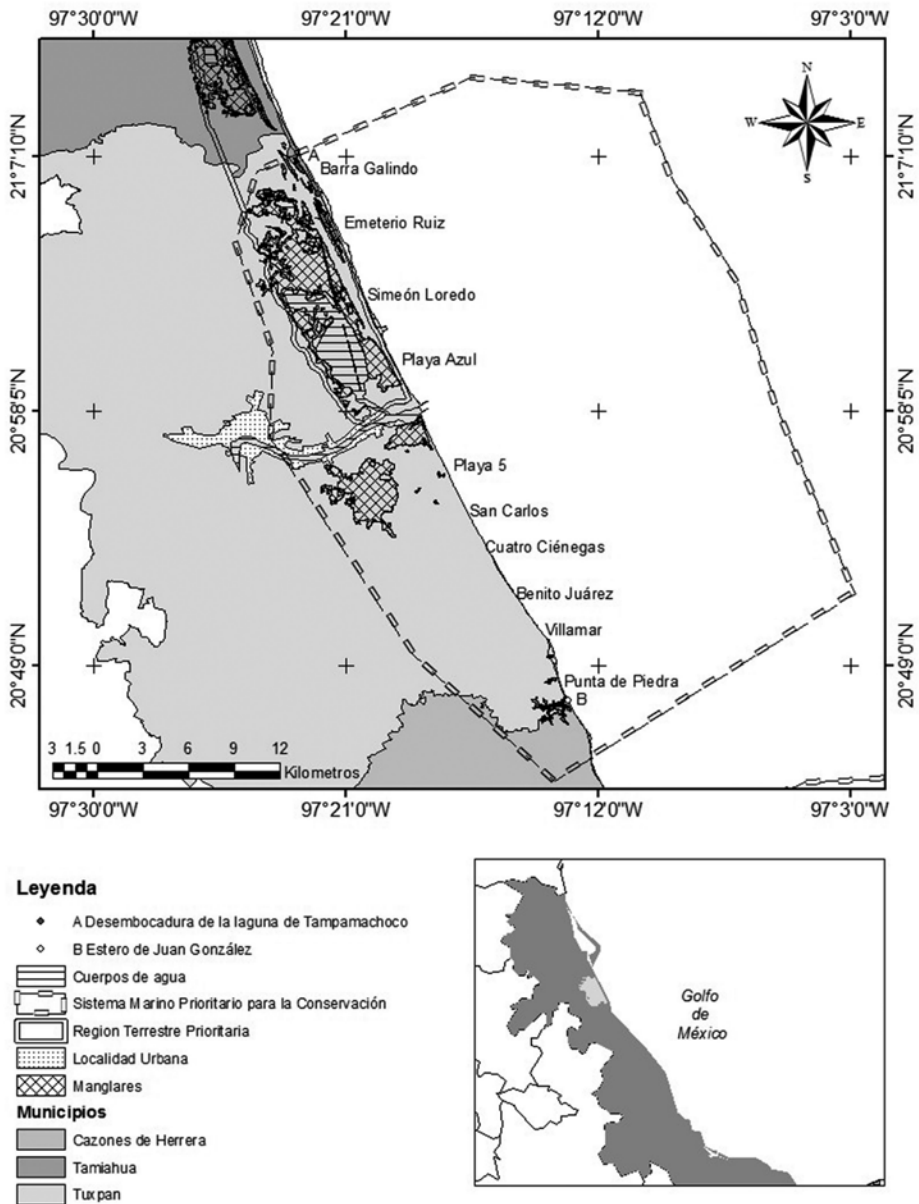 97°30'0"W 97°21'0"W 97°12'0"W 97°3'0"W
N
W E
S
21°7'10"N 21°7'10"N
A
Barra Galindo
Emeterio Ruiz
Simeón Loredo
Playa Azul
20°58'5"N 20°58'5"N
Playa 5
San Carlos
Cuatro Ciénegas
Benito Juárez
Villamar
20°49'0"N 20°49'0"N
Punta de Piedra
B
3 1.5 0 3 6 9 12
Kilometros
97°30'0"W 97°21'0"W 97°12'0"W 97°3'0"W
Leyenda
A Desembocadura de la laguna de Tampamachoco
B Estero de Juan González
Cuerpos de agua
Sistema Marino Prioritario para la Conservación
Region Terrestre Prioritaria
Localidad Urbana
Manglares
Municipios
Cazones de Herrera
Tamiahua
Tuxpan
Golfo
de
México